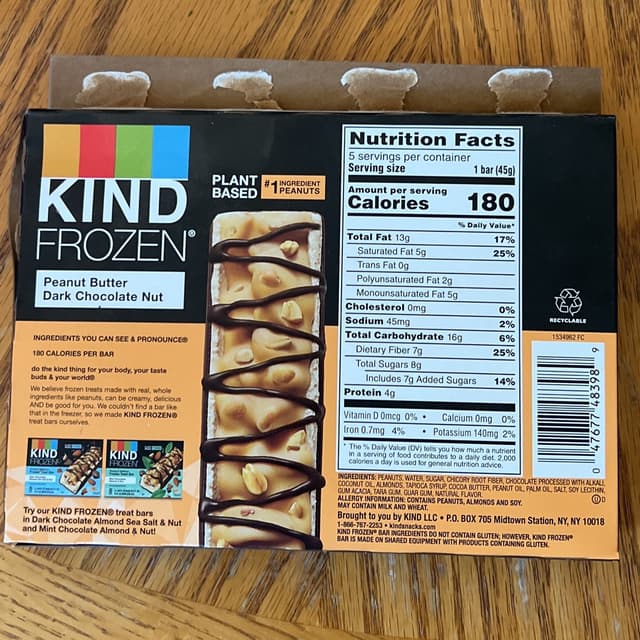 KIND
FROZEN®
Peanut Butter
Dark Chocolate Nut
INGREDIENTS YOU CAN SEE & PRONOUNCE®
180 CALORIES PER BAR
do the kind thing for your body, your taste
buds & your world®
We believe frozen treats made with real, whole
ingredients like peanuts, can be creamy, delicious
AND be good for you. We couldn't find a bar like
that in the freezer, so we made KIND FROZEN®
treat bars ourselves.
KIND
FROZEN
KIND
FROZEN
Try our KIND FROZEN® treat bars
in Dark Chocolate Almond Sea Salt & Nut
and Mint Chocolate Almond & Nut!
PLANT
BASED
#1 INGREDIENT
PEANUTS
Nutrition Facts
5 servings per container
Serving size 1 bar (45g)
Amount per serving
Calories 180
% Daily Value*
Total Fat 13g 17%
Saturated Fat 5g 25%
Trans Fat 0g
Polyunsaturated Fat 2g
Monounsaturated Fat 5g
Cholesterol 0mg 0%
Sodium 45mg 2%
Total Carbohydrate 16g 6%
Dietary Fiber 7g 25%
Total Sugars 8g
Includes 7g Added Sugars 14%
Protein 4g
Vitamin D 0mcg 0% • Calcium 0mg 0%
Iron 0.7mg 4% • Potassium 140mg 2%
* The % Daily Value (DV) tells you how much a nutrient
in a serving of food contributes to a daily diet. 2,000
calories a day is used for general nutrition advice.
INGREDIENTS: PEANUTS, WATER, SUGAR, CHICORY ROOT FIBER, CHOCOLATE PROCESSED WITH ALKALI,
COCONUT OIL, ALMONDS, TAPIOCA SYRUP, COCOA BUTTER, PEANUT OIL, PALM OIL, SALT, SOY LECITHIN,
GUM ACACIA, TARA GUM, GUAR GUM, NATURAL FLAVOR.
ALLERGY INFORMATION: CONTAINS PEANUTS, ALMONDS AND SOY.
MAY CONTAIN MILK AND WHEAT.
Brought to you by KIND LLC • P.O. BOX 705 Midtown Station, NY, NY 10018
1-866-767-2253 • kindsnacks.com
KIND FROZEN® BAR INGREDIENTS DO NOT CONTAIN GLUTEN; HOWEVER, KIND FROZEN®
BAR IS MADE ON SHARED EQUIPMENT WITH PRODUCTS CONTAINING GLUTEN.
RECYCLABLE
1534962 FC
0 47677 48398 9